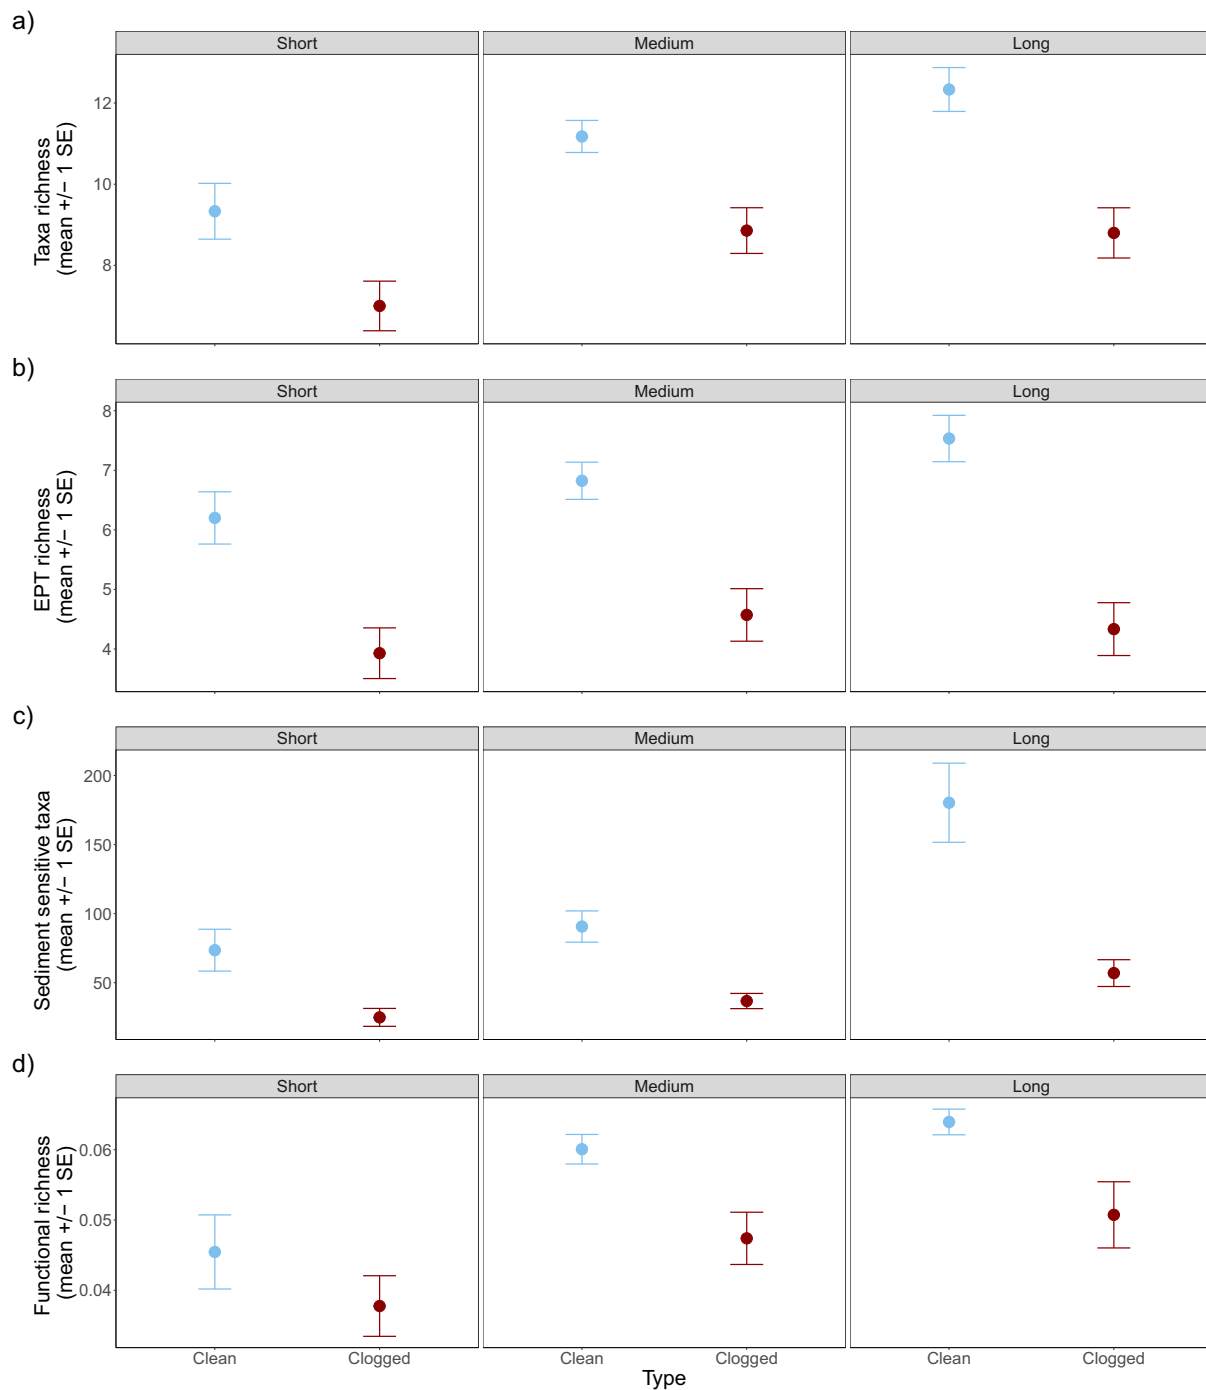 a)
Short Medium Long
Taxa richness
(mean +/− 1 SE)
12
10
8
b)
Short Medium Long
EPT richness
(mean +/− 1 SE)
8
7
6
5
4
c)
Short Medium Long
Sediment sensitive taxa
(mean +/− 1 SE)
200
150
100
50
d)
Short Medium Long
Functional richness
(mean +/− 1 SE)
0.06
0.05
0.04
Clean Clogged Clean Clogged Clean Clogged
Type